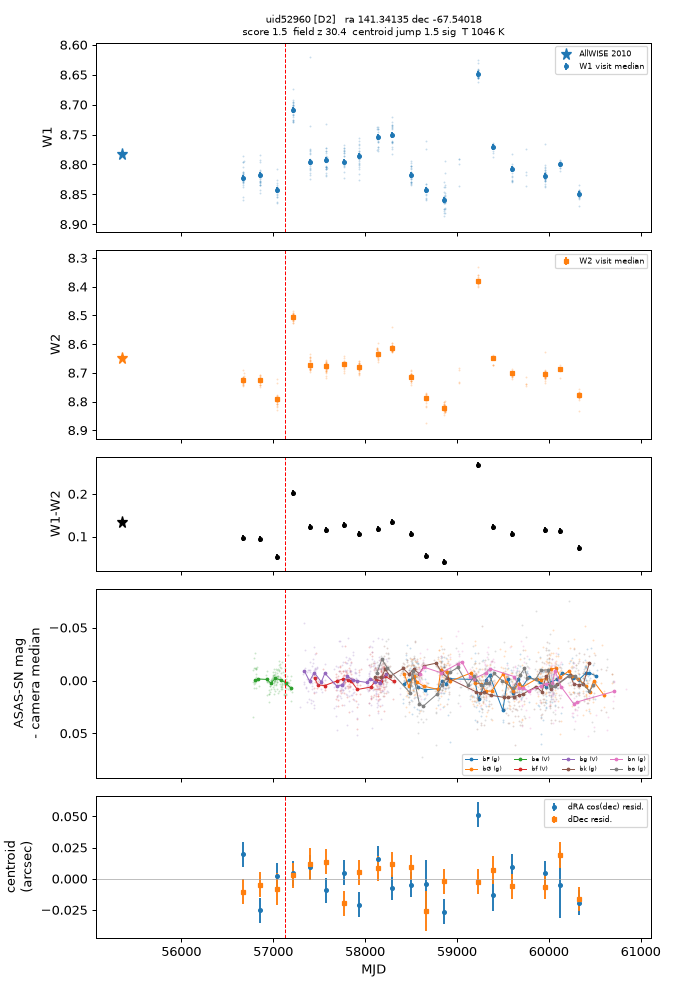 uid52960 [D2]   ra 141.34135 dec -67.54018
score 1.5  field z 30.4  centroid jump 1.5 sig  T 1046 K
8.60
8.65
8.70
8.75
8.80
8.85
8.90
W1
AllWISE 2010
W1 visit median
8.3
8.4
8.5
8.6
8.7
8.8
8.9
W2
W2 visit median
0.2
0.1
W1-W2
−0.05
0.00
0.05
ASAS-SN mag
- camera median
bF (g)
bG (g)
be (V)
bf (V)
bg (V)
bk (g)
bn (g)
bo (g)
0.050
0.025
0.000
−0.025
centroid
(arcsec)
dRA cos(dec) resid.
dDec resid.
56000
57000
58000
59000
60000
61000
MJD